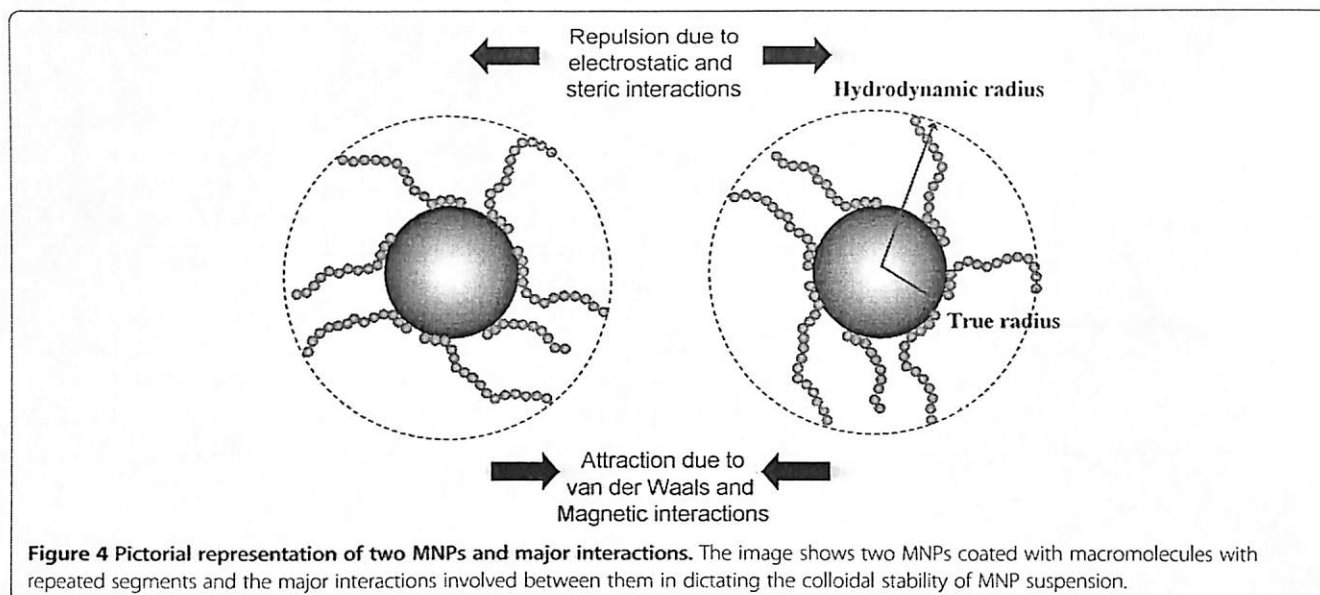 Repulsion due to
electrostatic and
steric interactions
Hydrodynamic radius
True radius
Attraction due to
van der Waals and
Magnetic interactions
Figure 4 Pictorial representation of two MNPs and major interactions. The image shows two MNPs coated with macromolecules with
repeated segments and the major interactions involved between them in dictating the colloidal stability of MNP suspension.